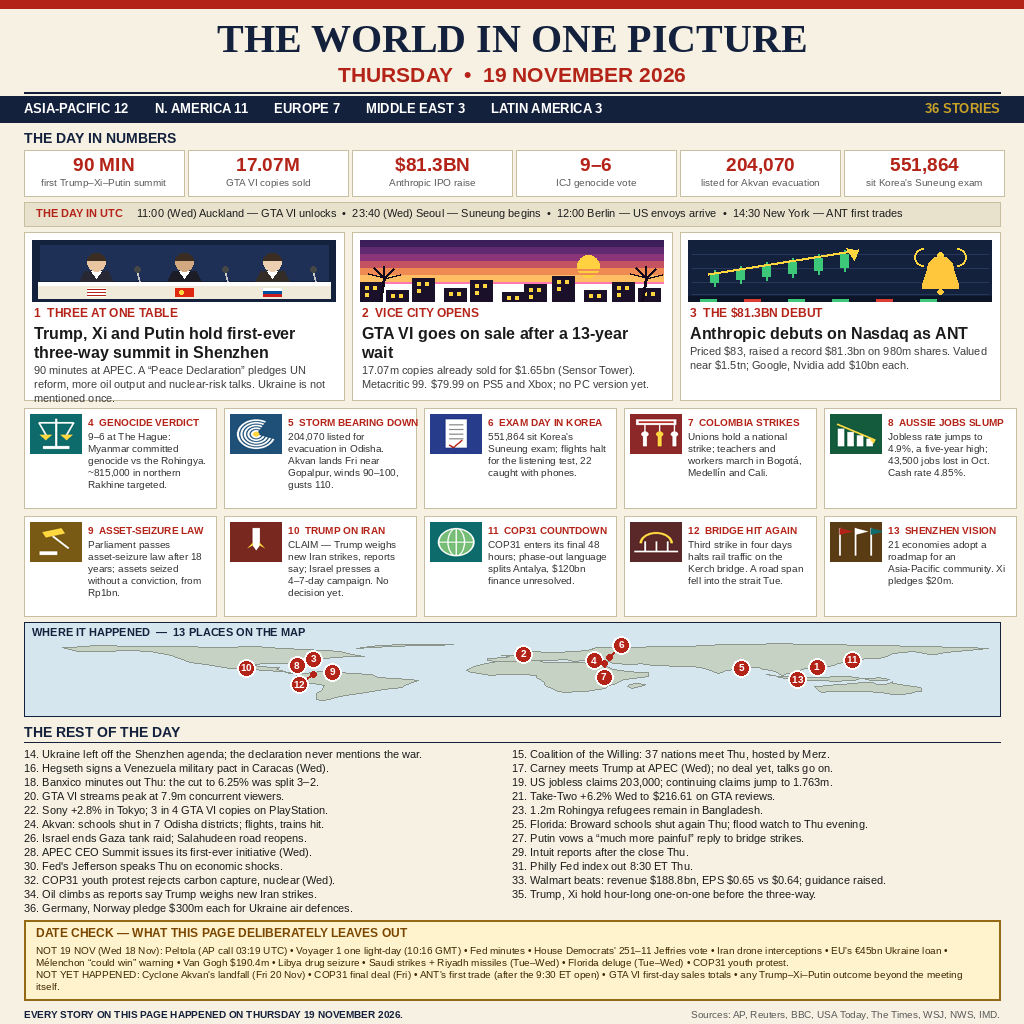 THE WORLD IN ONE PICTURE
THURSDAY • 19 NOVEMBER 2026
ASIA-PACIFIC 12 N. AMERICA 11 EUROPE 7 MIDDLE EAST 3 LATIN AMERICA 3 36 STORIES
THE DAY IN NUMBERS
90 MIN
first Trump–Xi–Putin summit
17.07M
GTA VI copies sold
$81.3BN
Anthropic IPO raise
9–6
ICJ genocide vote
204,070
listed for Akvan evacuation
551,864
sit Korea's Suneung exam
THE DAY IN UTC 11:00 (Wed) Auckland — GTA VI unlocks • 23:40 (Wed) Seoul — Suneung begins • 12:00 Berlin — US envoys arrive • 14:30 New York — ANT first trades
1 THREE AT ONE TABLE
Trump, Xi and Putin hold first-ever
three-way summit in Shenzhen
90 minutes at APEC. A “Peace Declaration” pledges UN
reform, more oil output and nuclear-risk talks. Ukraine is not
mentioned once.
2 VICE CITY OPENS
GTA VI goes on sale after a 13-year
wait
17.07m copies already sold for $1.65bn (Sensor Tower).
Metacritic 99. $79.99 on PS5 and Xbox; no PC version yet.
3 THE $81.3BN DEBUT
Anthropic debuts on Nasdaq as ANT
Priced $83, raised a record $81.3bn on 980m shares. Valued
near $1.5tn; Google, Nvidia add $10bn each.
4 GENOCIDE VERDICT
9–6 at The Hague:
Myanmar committed
genocide vs the Rohingya.
~815,000 in northern
Rakhine targeted.
5 STORM BEARING DOWN
204,070 listed for
evacuation in Odisha.
Akvan lands Fri near
Gopalpur, winds 90–100,
gusts 110.
6 EXAM DAY IN KOREA
551,864 sit Korea's
Suneung exam; flights halt
for the listening test, 22
caught with phones.
7 COLOMBIA STRIKES
Unions hold a national
strike; teachers and
workers march in Bogotá,
Medellín and Cali.
8 AUSSIE JOBS SLUMP
Jobless rate jumps to
4.9%, a five-year high;
43,500 jobs lost in Oct.
Cash rate 4.85%.
9 ASSET-SEIZURE LAW
Parliament passes
asset-seizure law after 18
years; assets seized
without a conviction, from
Rp1bn.
10 TRUMP ON IRAN
CLAIM — Trump weighs
new Iran strikes, reports
say; Israel presses a
4–7-day campaign. No
decision yet.
11 COP31 COUNTDOWN
COP31 enters its final 48
hours; phase-out language
splits Antalya, $120bn
finance unresolved.
12 BRIDGE HIT AGAIN
Third strike in four days
halts rail traffic on the
Kerch bridge. A road span
fell into the strait Tue.
13 SHENZHEN VISION
21 economies adopt a
roadmap for an
Asia-Pacific community. Xi
pledges $20m.
WHERE IT HAPPENED — 13 PLACES ON THE MAP
10
8
3
9
12
2
6
4
7
5
13
1
11
THE REST OF THE DAY
14. Ukraine left off the Shenzhen agenda; the declaration never mentions the war.
15. Coalition of the Willing: 37 nations meet Thu, hosted by Merz.
16. Hegseth signs a Venezuela military pact in Caracas (Wed).
17. Carney meets Trump at APEC (Wed); no deal yet, talks go on.
18. Banxico minutes out Thu: the cut to 6.25% was split 3–2.
19. US jobless claims 203,000; continuing claims jump to 1.763m.
20. GTA VI streams peak at 7.9m concurrent viewers.
21. Take-Two +6.2% Wed to $216.61 on GTA reviews.
22. Sony +2.8% in Tokyo; 3 in 4 GTA VI copies on PlayStation.
23. 1.2m Rohingya refugees remain in Bangladesh.
24. Akvan: schools shut in 7 Odisha districts; flights, trains hit.
25. Florida: Broward schools shut again Thu; flood watch to Thu evening.
26. Israel ends Gaza tank raid; Salahudeen road reopens.
27. Putin vows a “much more painful” reply to bridge strikes.
28. APEC CEO Summit issues its first-ever initiative (Wed).
29. Intuit reports after the close Thu.
30. Fed's Jefferson speaks Thu on economic shocks.
31. Philly Fed index out 8:30 ET Thu.
32. COP31 youth protest rejects carbon capture, nuclear (Wed).
33. Walmart beats: revenue $188.8bn, EPS $0.65 vs $0.64; guidance raised.
34. Oil climbs as reports say Trump weighs new Iran strikes.
35. Trump, Xi hold hour-long one-on-one before the three-way.
36. Germany, Norway pledge $300m each for Ukraine air defences.
DATE CHECK — WHAT THIS PAGE DELIBERATELY LEAVES OUT
NOT 19 NOV (Wed 18 Nov): Peltola (AP call 03:19 UTC) • Voyager 1 one light-day (10:16 GMT) • Fed minutes • House Democrats' 251–11 Jeffries vote • Iran drone interceptions • EU's €45bn Ukraine loan •
Mélenchon “could win” warning • Van Gogh $190.4m • Libya drug seizure • Saudi strikes + Riyadh missiles (Tue–Wed) • Florida deluge (Tue–Wed) • COP31 youth protest.
NOT YET HAPPENED: Cyclone Akvan's landfall (Fri 20 Nov) • COP31 final deal (Fri) • ANT's first trade (after the 9:30 ET open) • GTA VI first-day sales totals • any Trump–Xi–Putin outcome beyond the meeting
itself.
EVERY STORY ON THIS PAGE HAPPENED ON THURSDAY 19 NOVEMBER 2026.
Sources: AP, Reuters, BBC, USA Today, The Times, WSJ, NWS, IMD.